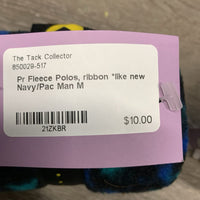 The Tack Collector
850029-517
Pr Fleece Polos, ribbon *like new
Navy/Pac Man M
$10.00
21ZKBR